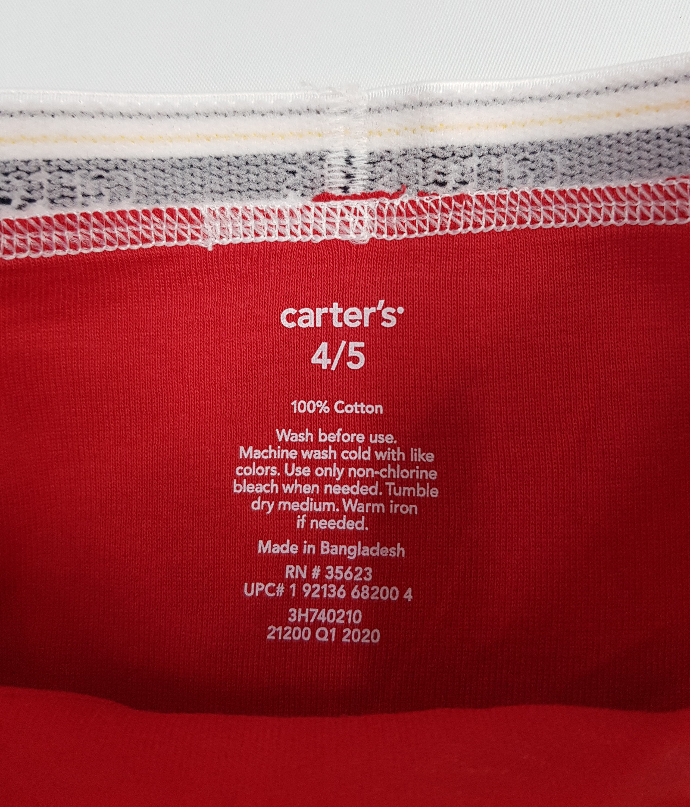 carter's
4/5
100% Cotton
Wash before use.
Machine wash cold with like
colors. Use only non-chlorine
bleach when needed. Tumble
dry medium. Warm iron
if needed.
Made in Bangladesh
RN # 35623
UPC# 1 92136 68200 4
3H740210
21200 Q1 2020